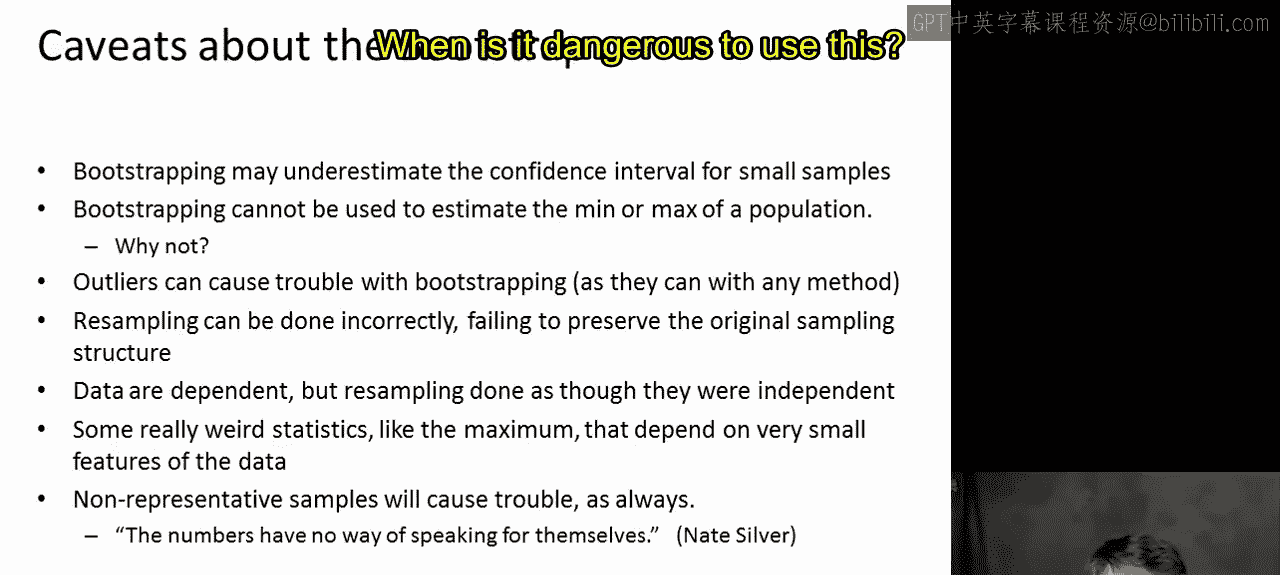 GPT中英字幕课程资源@bilibili.com
Caveats about the
When is it dangerous to use this?
• Bootstrapping may underestimate the confidence interval for small samples
• Bootstrapping cannot be used to estimate the min or max of a population.
– Why not?
• Outliers can cause trouble with bootstrapping (as they can with any method)
• Resampling can be done incorrectly, failing to preserve the original sampling
structure
• Data are dependent, but resampling done as though they were independent
• Some really weird statistics, like the maximum, that depend on very small
features of the data
• Non-representative samples will cause trouble, as always.
– “The numbers have no way of speaking for themselves.” (Nate Silver)